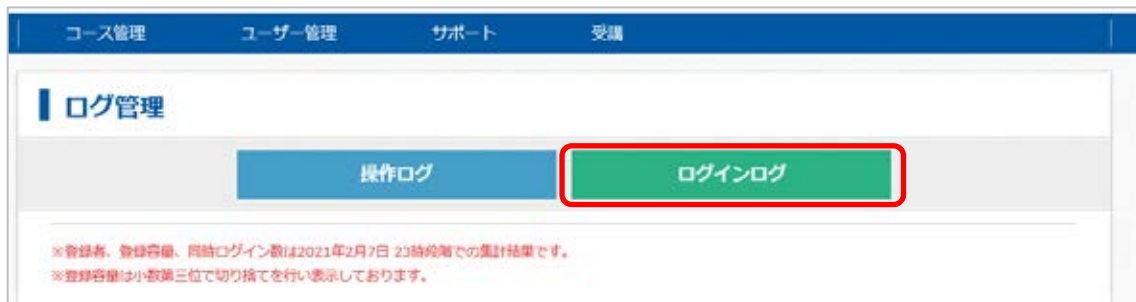 コース管理 ユーザー管理 サポート 受講
ログ管理
操作ログ ログインログ
※登録者、登録容量、同時ログイン数は2021年2月7日 23時段階での集計結果です。
※登録容量は小数第三位で切り捨てを行い表示しております。